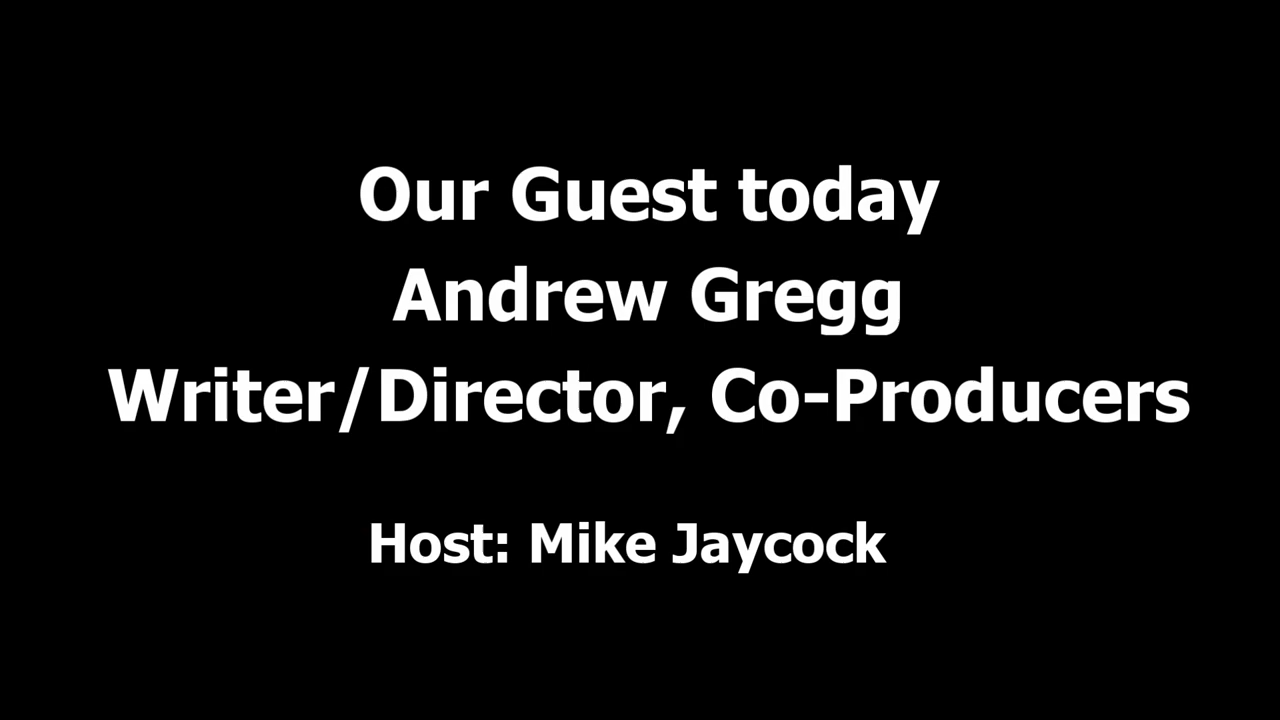 Our Guest today
Andrew Gregg
Writer/Director, Co-Producers
Host: Mike Jaycock